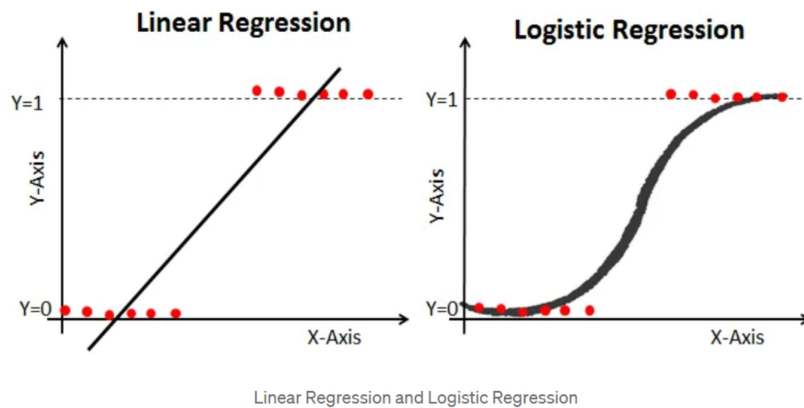 Linear Regression
Y=1
Y-Axis
Y=0
X-Axis
Logistic Regression
Y=1
Y-Axis
Y=0
X-Axis
Linear Regression and Logistic Regression